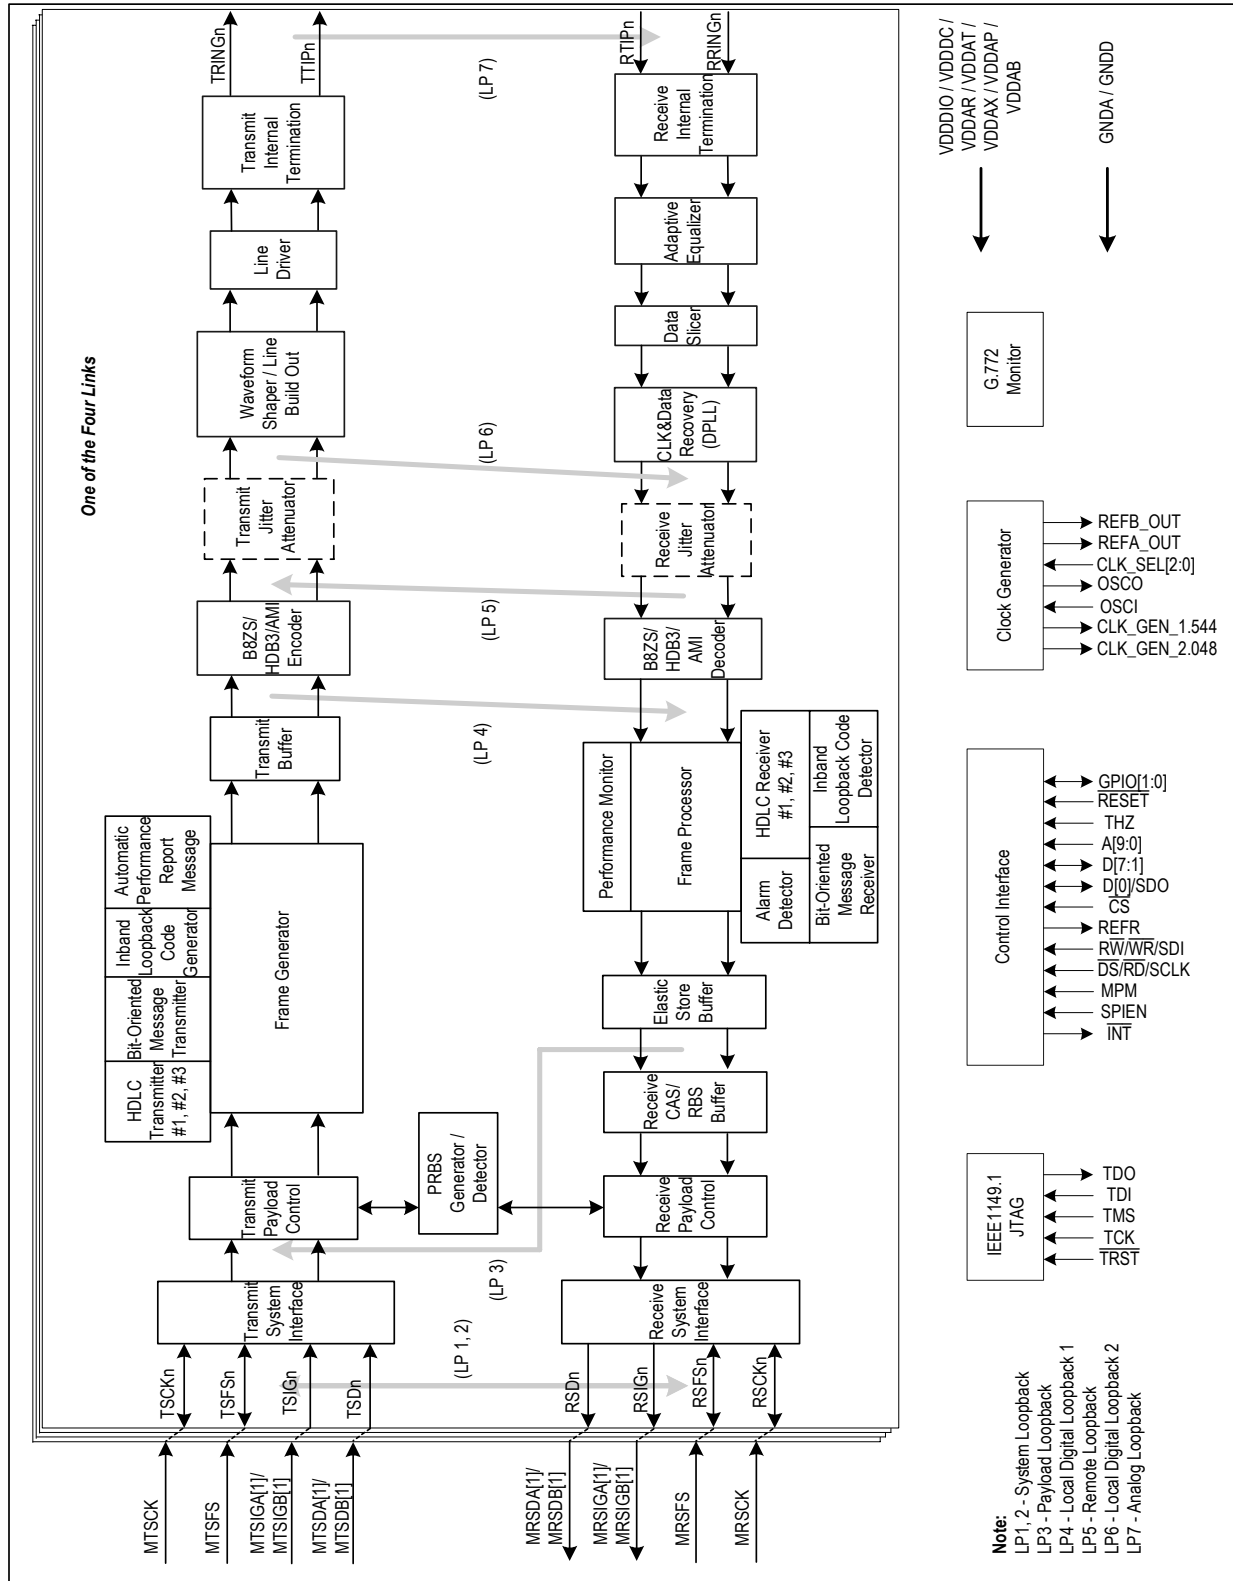 One of the Four Links
TRINGn
TTIPn
Transmit
Internal
Termination
Line
Driver
Waveform
Shaper / Line
Build Out
Transmit
Jitter
Attenuator
B8ZS/
HDB3/AMI
Encoder
Transmit
Buffer
Frame Generator
Automatic
Performance
Report
Message
Inband
Loopback
Code
Generator
Bit-Oriented
Message
Transmitter
HDLC
Transmitter
#1, #2, #3
Transmit
Payload
Control
Transmit
System
Interface
TSCKn
TSFSn
TSIGn
TSDn
MTSCK
MTSFS
MTSIGA[1]/
MTSIGB[1]
MTSDA[1]/
MTSDB[1]
(LP 7)
(LP 6)
(LP 5)
(LP 4)
(LP 3)
(LP 1, 2)
PRBS
Generator /
Detector
RTIPn
RRINGn
Receive
Internal
Termination
Adaptive
Equalizer
Data
Slicer
CLK&Data
Recovery
(DPLL)
Receive
Jitter
Attenuator
B8ZS/
HDB3/
AMI
Decoder
Performance Monitor
Frame Processor
HDLC Receiver
#1, #2, #3
Inband
Loopback Code
Detector
Alarm
Detector
Bit-Oriented
Message
Receiver
Elastic
Store
Buffer
Receive
CAS/
RBS
Buffer
Receive
Payload
Control
Receive
System
Interface
RSDn
RSIGn
RSFSn
RSCKn
MRSDA[1]/
MRSDB[1]
MRSIGA[1]/
MRSIGB[1]
MRSFS
MRSCK
VDDDIO / VDDDC /
VDDAR / VDDAT /
VDDAX / VDDAP /
VDDAB
GNDA / GNDD
G.772
Monitor
Clock Generator
REFB_OUT
REFA_OUT
CLK_SEL[2:0]
OSCO
OSCI
CLK_GEN_1.544
CLK_GEN_2.048
Control Interface
GPIO[1:0]
RESET
THZ
A[9:0]
D[7:1]
D[0]/SDO
CS
REFR
RW/WR/SDI
DS/RD/SCLK
MPM
SPIEN
INT
IEEE1149.1
JTAG
TDO
TDI
TMS
TCK
TRST
Note:
LP1, 2 - System Loopback
LP3 - Payload Loopback
LP4 - Local Digital Loopback 1
LP5 - Remote Loopback
LP6 - Local Digital Loopback 2
LP7 - Analog Loopback